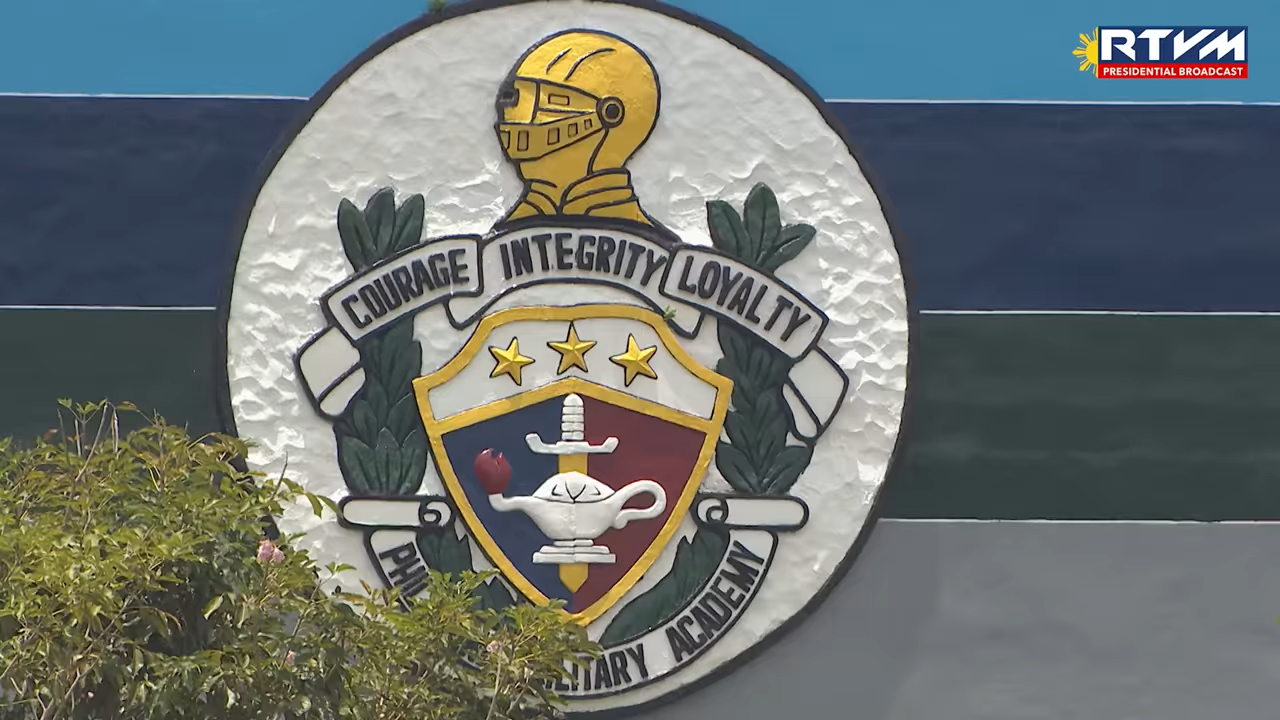 RTVM
PRESIDENTIAL BROADCAST
COURAGE INTEGRITY LOYALTY
ACADEMY